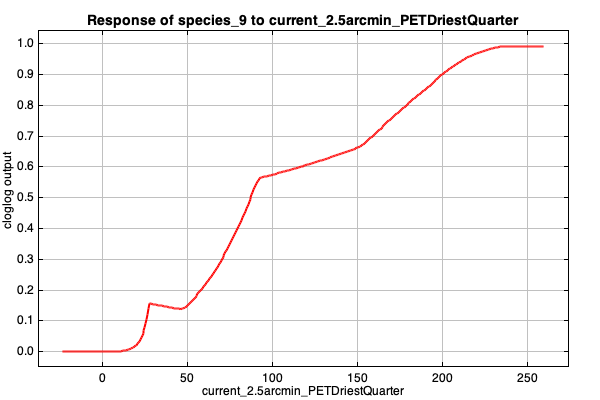 Response of species_9 to current_2.5arcmin_PETDriestQuarter
1.0
0.9
0.8
0.7
0.6
0.5
0.4
0.3
0.2
0.1
0.0
cloglog output
0 50 100 150 200 250
current_2.5arcmin_PETDriestQuarter